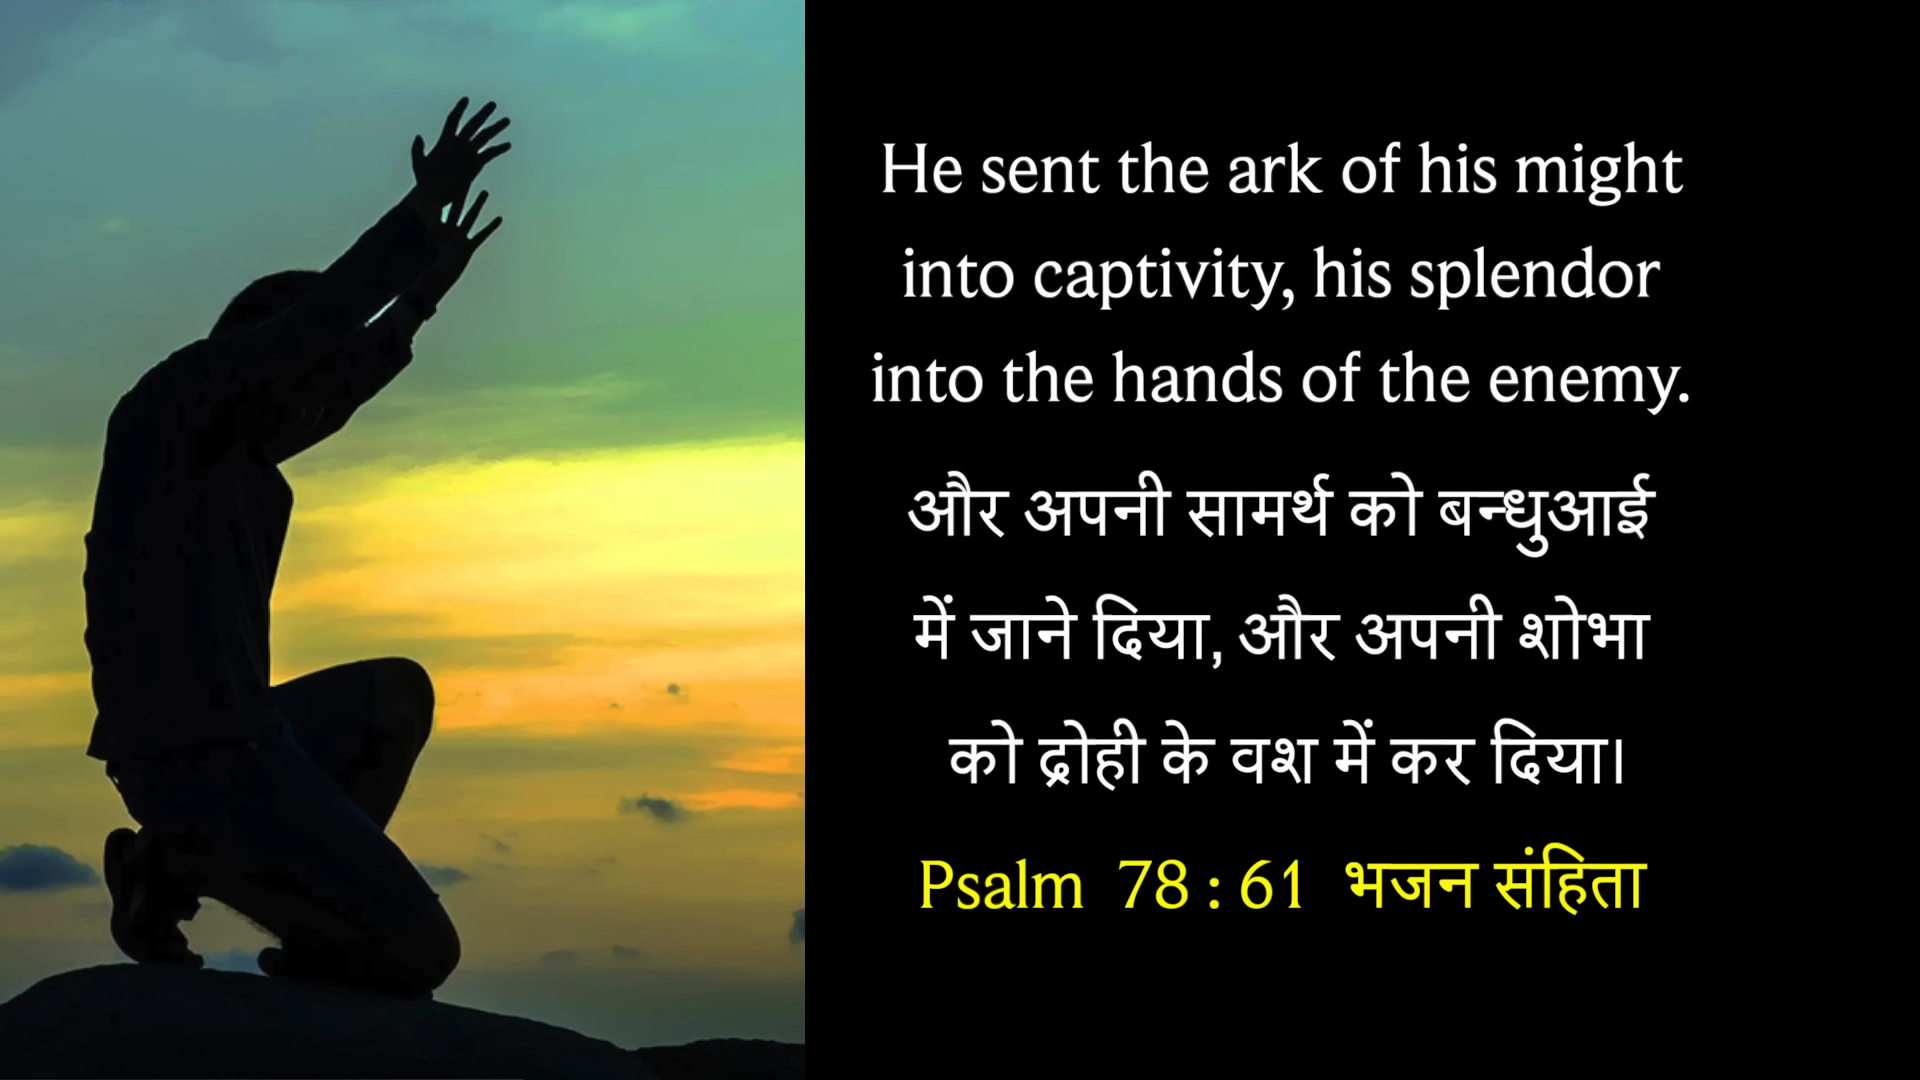 He sent the ark of his might
into captivity, his splendor
into the hands of the enemy.
और अपनी सामर्थ को बन्धुआई
में जाने दिया, और अपनी शोभा
को द्रोही के वश में कर दिया।
Psalm 78 : 61 भजन संहिता